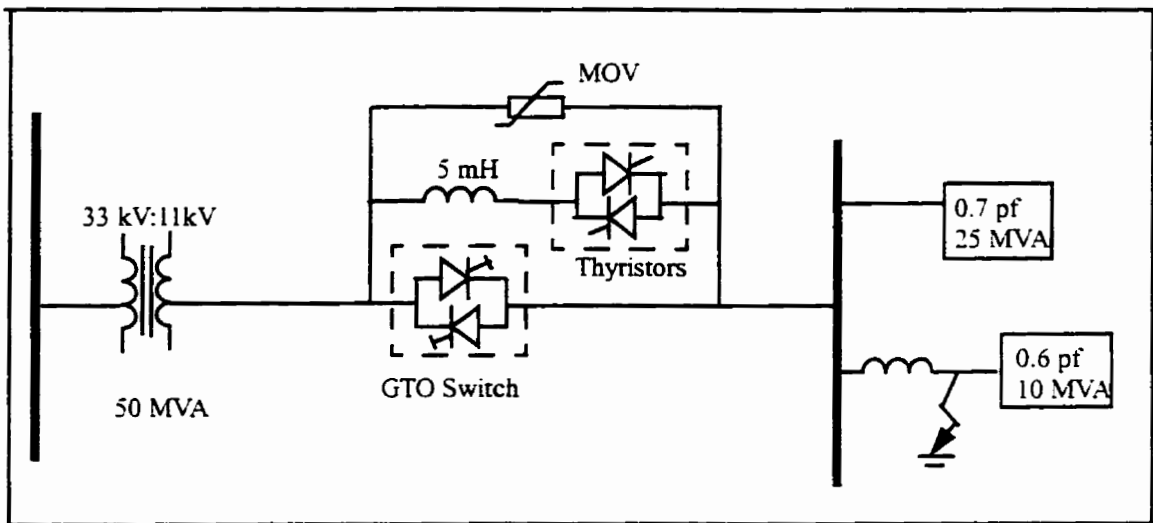 MOV
5 mH
33 kV:11kV
Thyristors
GTO Switch
50 MVA
0.7 pf
25 MVA
0.6 pf
10 MVA